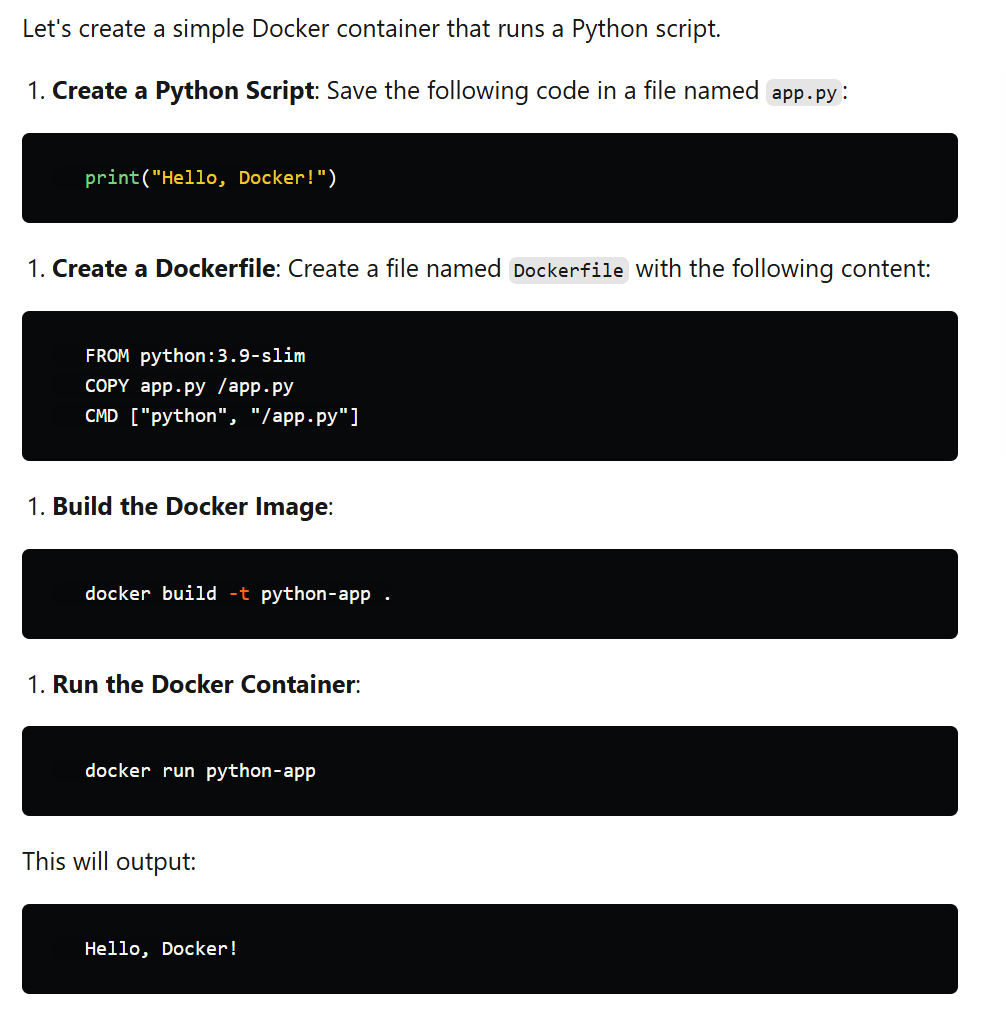 Let's create a simple Docker container that runs a Python script.
1. Create a Python Script: Save the following code in a file named app.py:
print("Hello, Docker!")
1. Create a Dockerfile: Create a file named Dockerfile with the following content:
FROM python:3.9-slim
COPY app.py /app.py
CMD ["python", "/app.py"]
1. Build the Docker Image:
docker build -t python-app .
1. Run the Docker Container:
docker run python-app
This will output:
Hello, Docker!